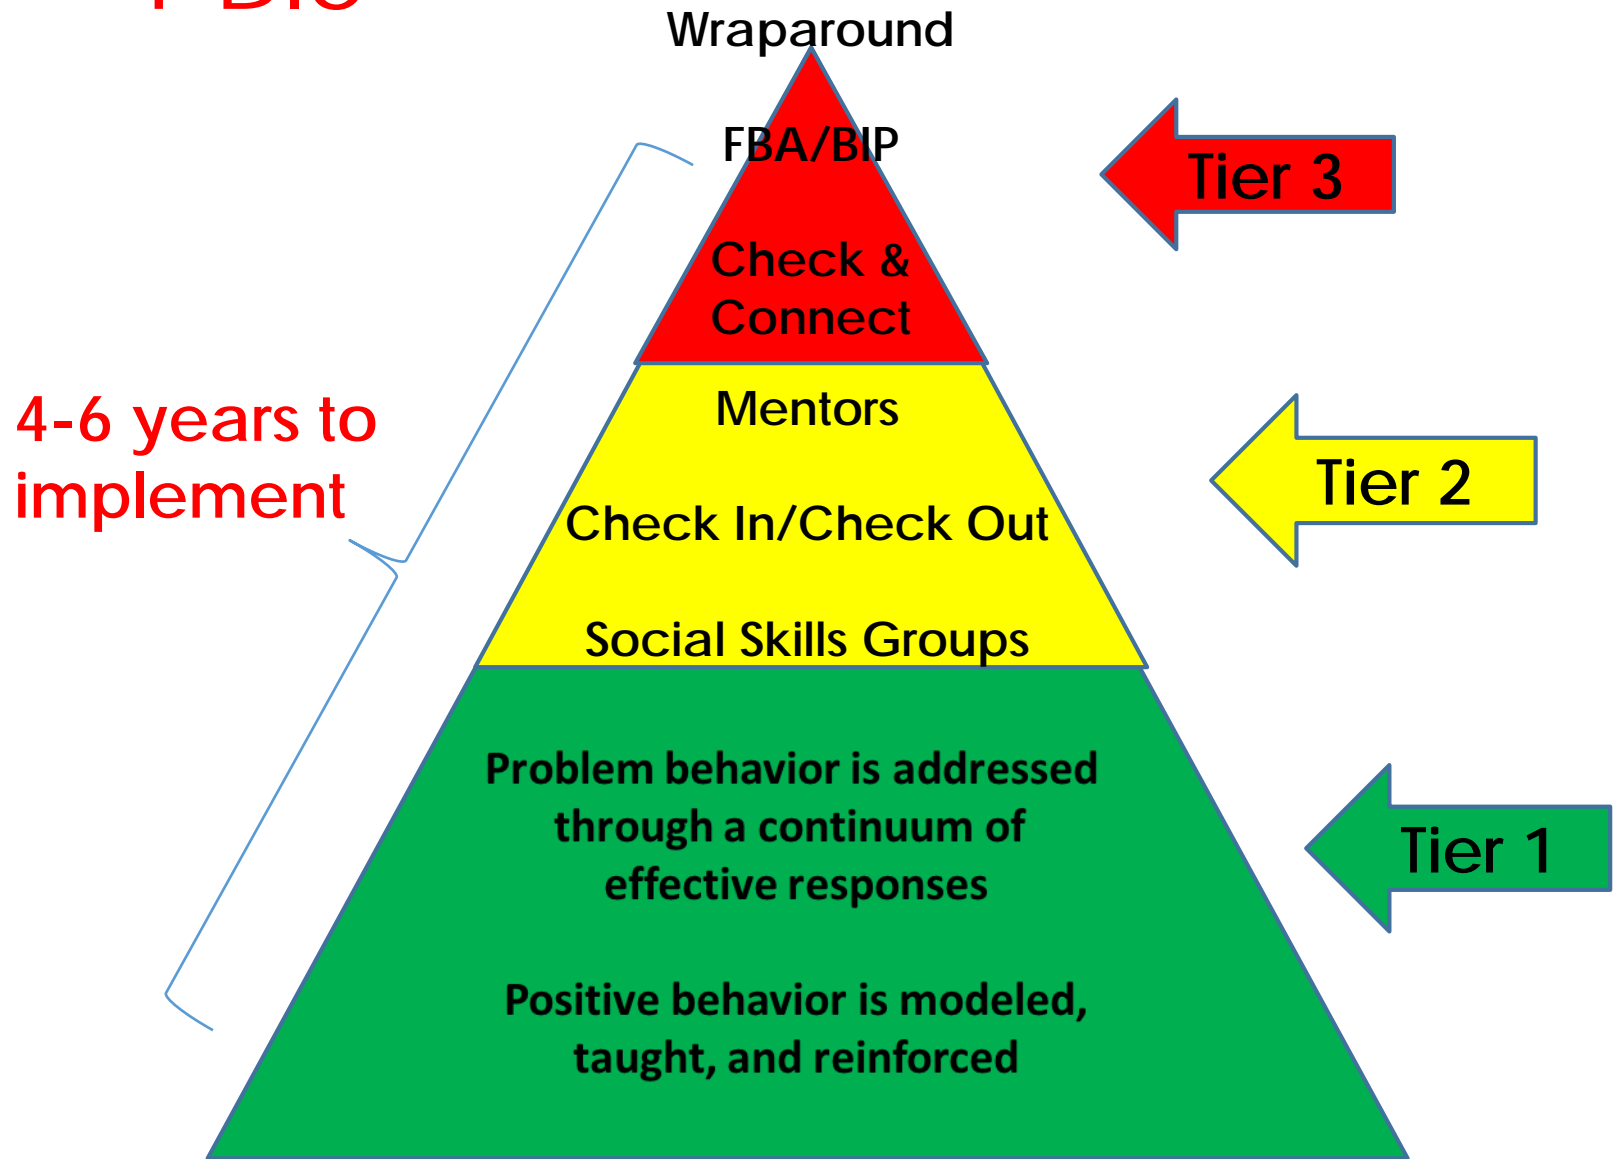 Wraparound
FBA/BIP
Tier 3
Check &
Connect
4-6 years to
implement
Mentors
Check In/Check Out
Social Skills Groups
Tier 2
Problem behavior is addressed
through a continuum of
effective responses
Positive behavior is modeled,
taught, and reinforced
Tier 1